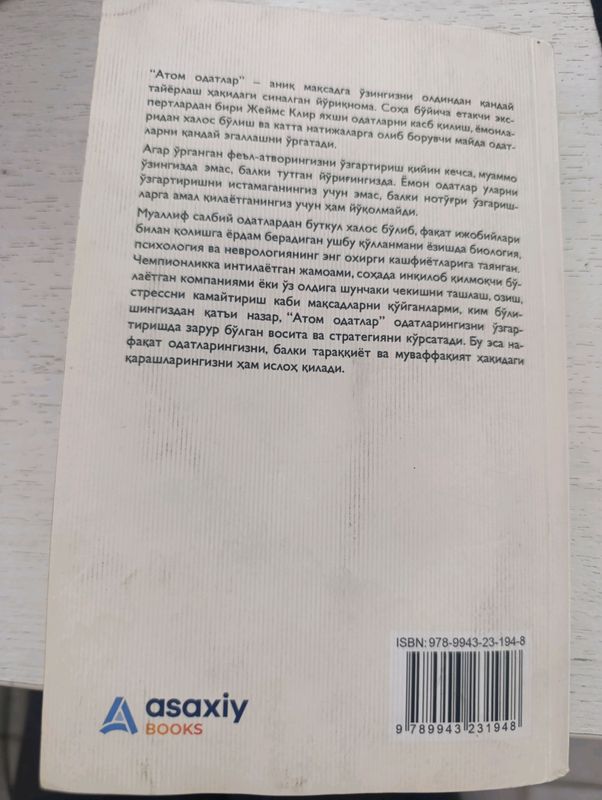 "Атом одатлар" – аниқ мақсадга ўзингизни олдиндан қандай
тайёрлаш ҳақидаги синалган йўриқнома. Соҳа бўйича етакчи экс-
пертлардан бири Жеймс Клир яхши одатларни касб қилиш, ёмонла-
ридан халос бўлиш ва катта натижаларга олиб борувчи майда одат-
ларни қандай эгаллашни ўргатади.
Агар ўрганган феъл-атворингизни ўзгартириш қийин кечса, муаммо
ўзингизда эмас, балки тутган йўриғингизда. Ёмон одатлар уларни
ўзгартиришни истамаганингиз учун эмас, балки нотўғри ўзгариш-
ларга амал қилаётганингиз учун ҳам йўқолмайди.
Муаллиф салбий одатлардан буткул халос бўлиб, фақат ижобийлари
билан қолишга ёрдам берадиган ушбу қўлланмани ёзишда биология,
психология ва неврологиянинг энг охирги кашфиётларига таянган.
Чемпионликка интилаётган жамоами, соҳада инқилоб қилмоқчи бў-
лаётган компаниями ёки ўз олдига шунчаки чекишни ташлаш, озиш,
стрессни камайтириш каби мақсадларни қўйганларми, ким бўли-
шингиздан қатъи назар, "Атом одатлар" одатларингизни ўзгар-
тиришда зарур бўлган восита ва стратегияни кўрсатади. Бу эса на-
фақат одатларингизни, балки тараққиёт ва муваффақият ҳақидаги
қарашларингизни ҳам ислоҳ қилади.
ISBN: 978-9943-23-194-8
9 789943 231948
asaxiy
BOOKS